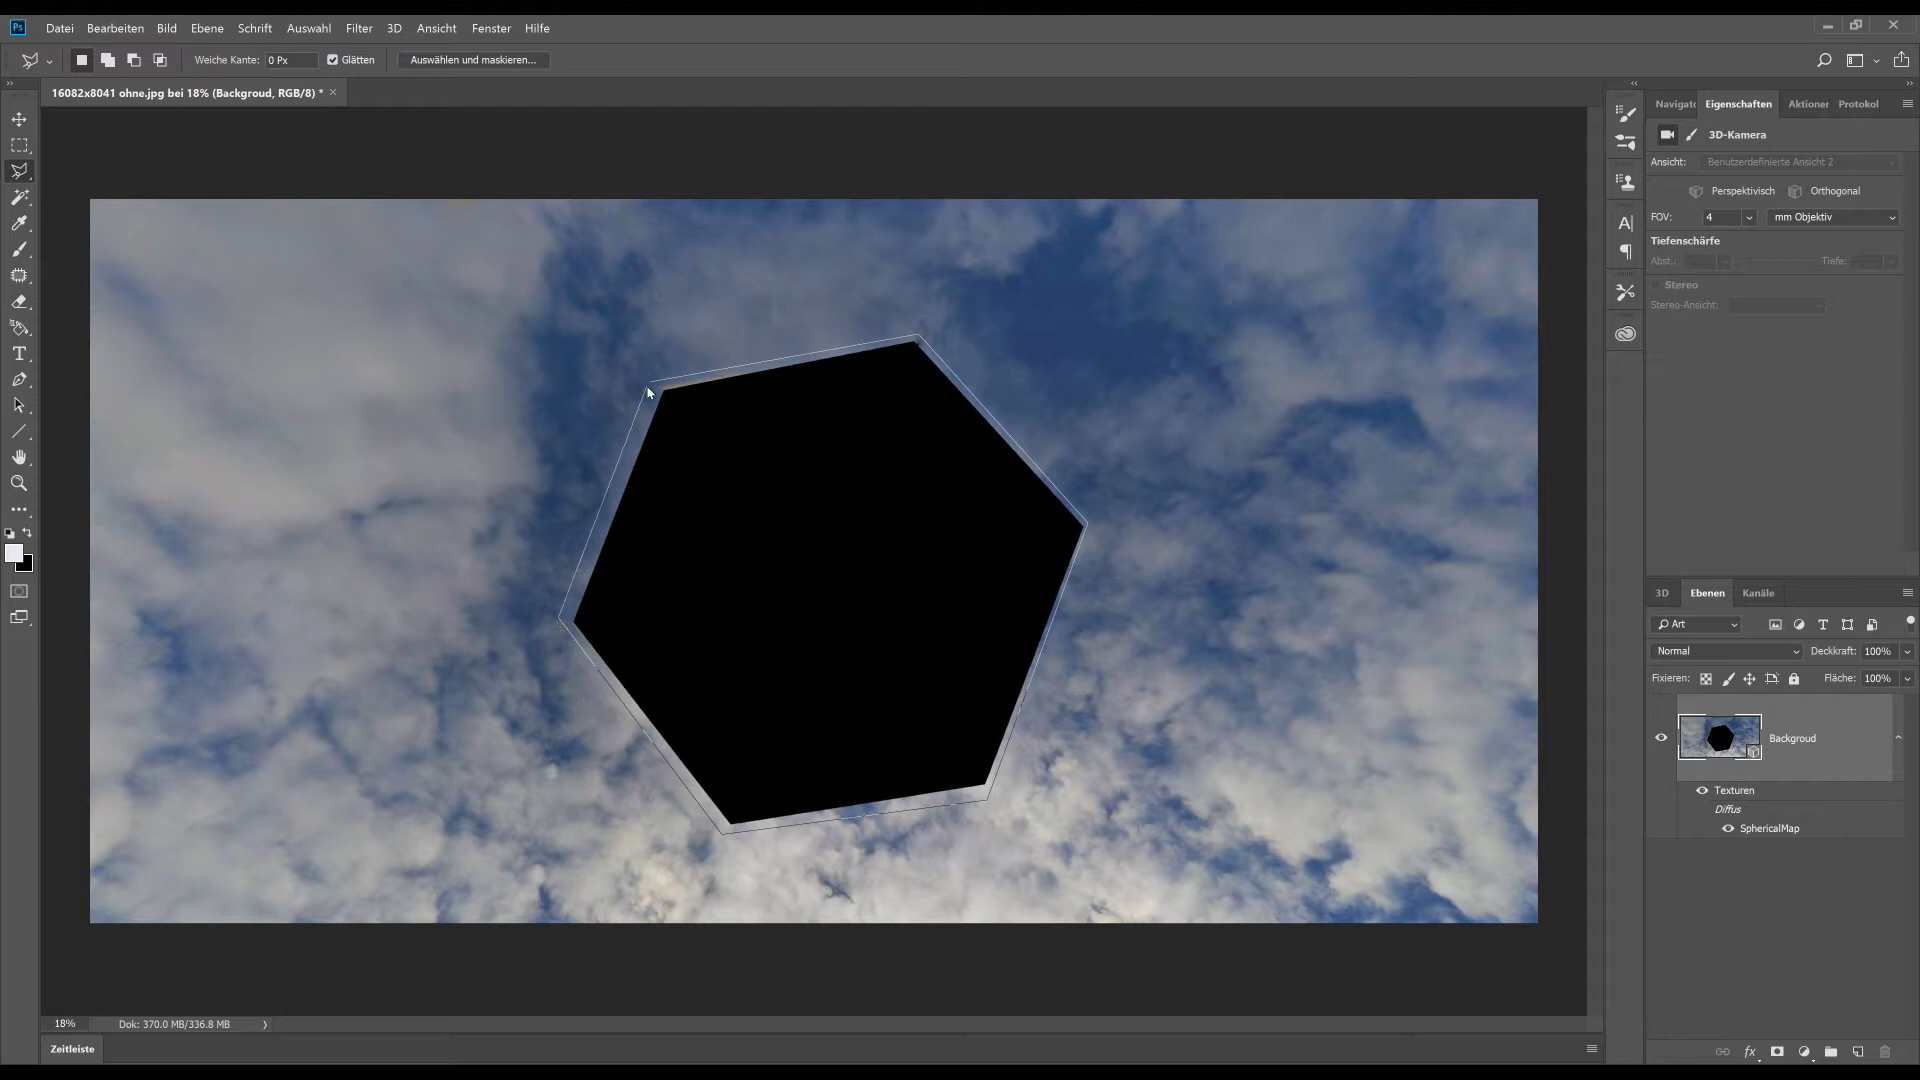 Ps Datei Bearbeiten Bild Ebene Schrift Auswahl Filter 3D Ansicht Fenster Hilfe
Weiche Kante: 0 Px Glätten Auswählen und maskieren...
16082x8041 ohne.jpg bei 18% (Backgroud, RGB/8) * ×
Navigato Eigenschaften Aktioner Protokol
3D-Kamera
Ansicht: Benutzerdefinierte Ansicht 2
Perspektivisch Orthogonal
FOV: 4 mm Objektiv
Tiefenschärfe
Abst.: Tiefe:
Stereo
Stereo-Ansicht:
3D Ebenen Kanäle
Art
Normal Deckkraft: 100%
Fixieren: Fläche: 100%
Backgroud
Texturen
Diffus
SphericalMap
18% Dok: 370.0 MB/336.8 MB
Zeitleiste
fx